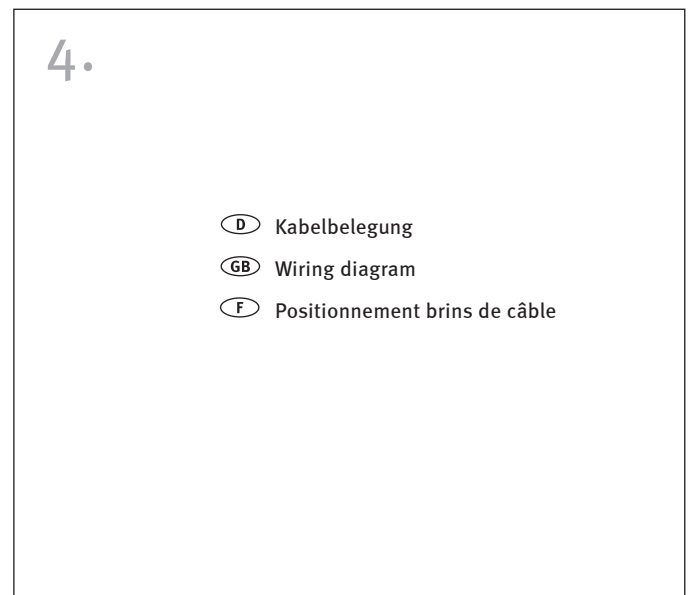 4.
D Kabelbelegung
GB Wiring diagram
F Positionnement brins de câble